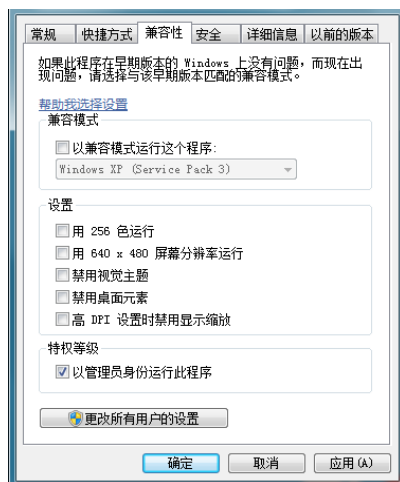 常规 快捷方式 兼容性 安全 详细信息 以前的版本
如果此程序在早期版本的 Windows 上没有问题，而现在出
现问题，请选择与该早期版本匹配的兼容模式。
帮助我选择设置
兼容模式
以兼容模式运行这个程序:
Windows XP (Service Pack 3)
设置
用 256 色运行
用 640 x 480 屏幕分辨率运行
禁用视觉主题
禁用桌面元素
高 DPI 设置时禁用显示缩放
特权等级
以管理员身份运行此程序
更改所有用户的设置
确定 取消 应用(A)